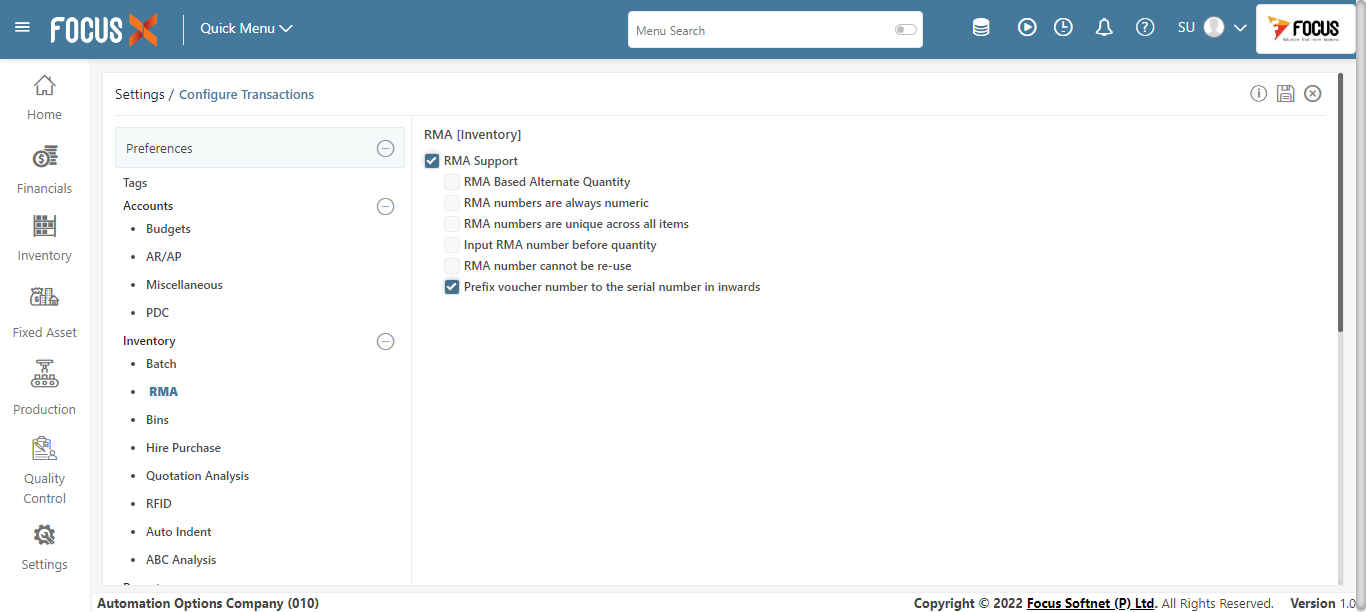 FOCUS X
Quick Menu
Menu Search
SU
FOCUS
Home
Financials
Inventory
Fixed Asset
Production
Quality
Control
Settings
Settings / Configure Transactions
Preferences
Tags
Accounts
• Budgets
• AR/AP
• Miscellaneous
• PDC
Inventory
• Batch
• RMA
• Bins
• Hire Purchase
• Quotation Analysis
• RFID
• Auto Indent
• ABC Analysis
RMA [Inventory]
RMA Support
RMA Based Alternate Quantity
RMA numbers are always numeric
RMA numbers are unique across all items
Input RMA number before quantity
RMA number cannot be re-use
Prefix voucher number to the serial number in inwards
Automation Options Company (010)
Copyright © 2022 Focus Softnet (P) Ltd. All Rights Reserved. Version 1.0